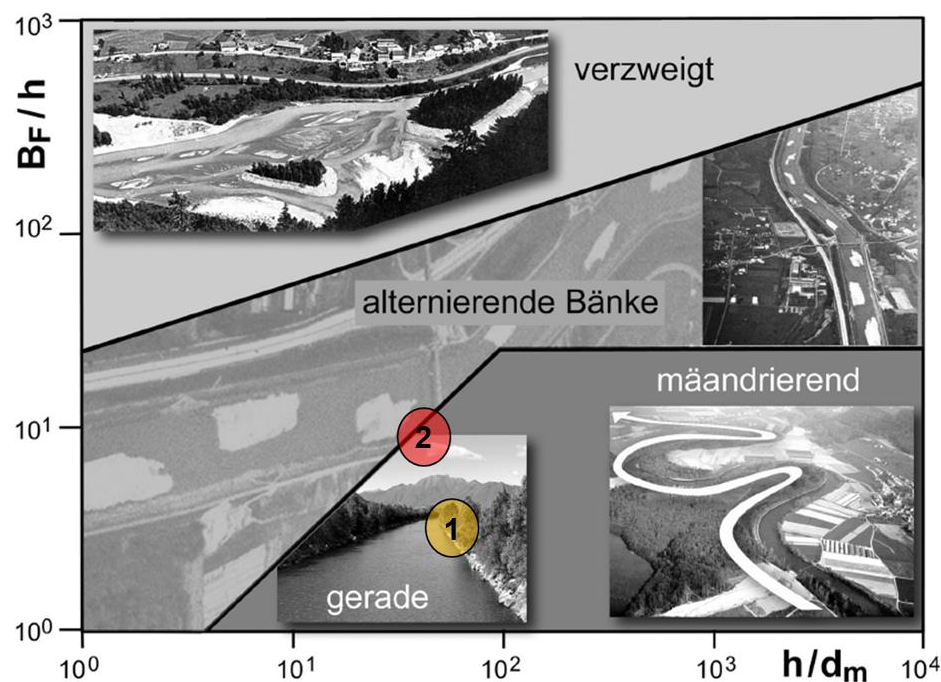 10³
B_F / h
verzweigt
10²
alternierende Bänke
mäandrierend
10¹
2
1
gerade
10⁰
10⁰
10¹
10²
10³
h/d_m
10⁴